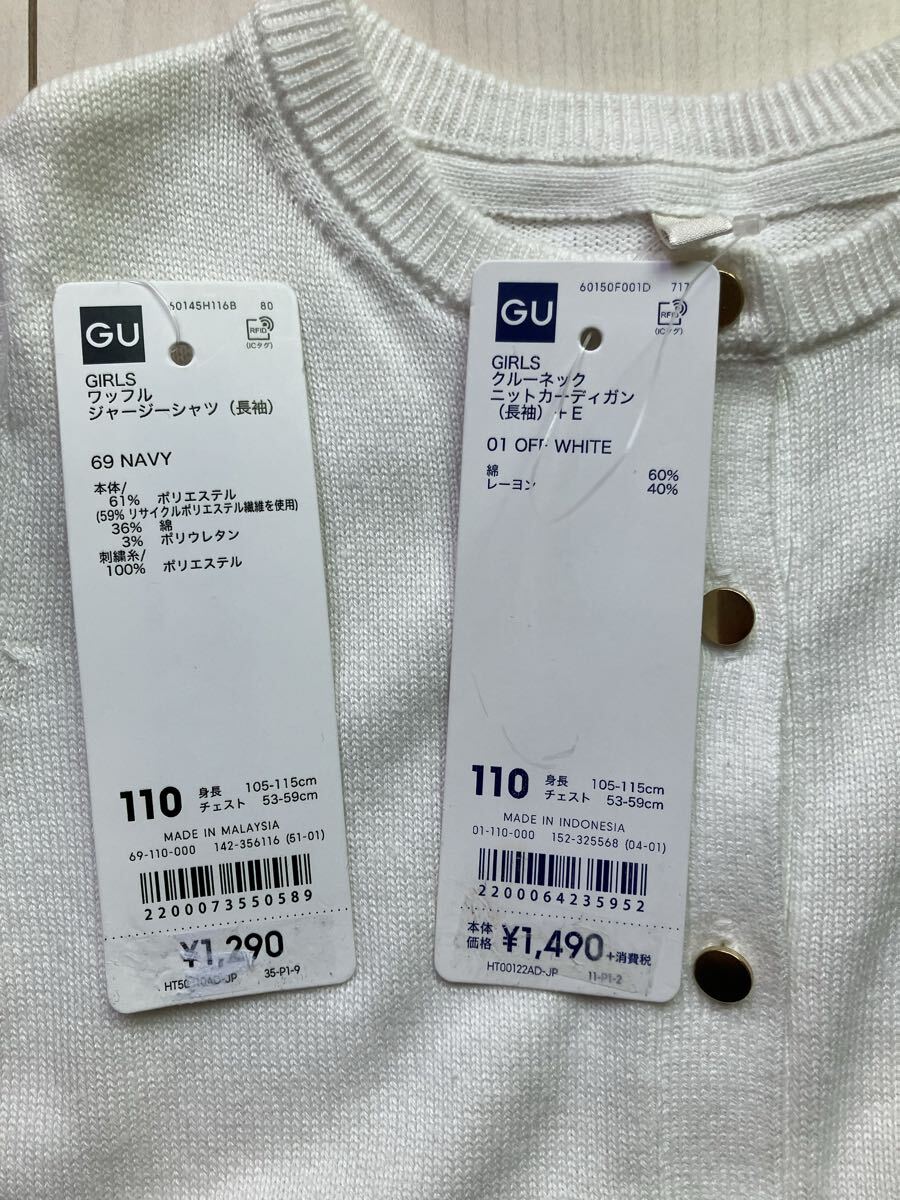 GU
60145H116B 80
RFID
(ICタグ)
GIRLS
ワッフル
ジャージーシャツ（長袖）
69 NAVY
本体/
61% ポリエステル
(59% リサイクルポリエステル繊維を使用)
36% 綿
3% ポリウレタン
刺繍糸/
100% ポリエステル
110 身長 105-115cm
チェスト 53-59cm
MADE IN MALAYSIA
69-110-000 142-356116 (51-01)
2200073550589
¥1,290
35-P1-9
GU
60150F001D 717
RFID
(ICタグ)
GIRLS
クルーネック
ニットカーディガン
（長袖）+E
01 OFF WHITE
綿 60%
レーヨン 40%
110 身長 105-115cm
チェスト 53-59cm
MADE IN INDONESIA
01-110-000 152-325568 (04-01)
2200064235952
本体
価格 ¥1,490+消費税
HT00122AD-JP 11-P1-2